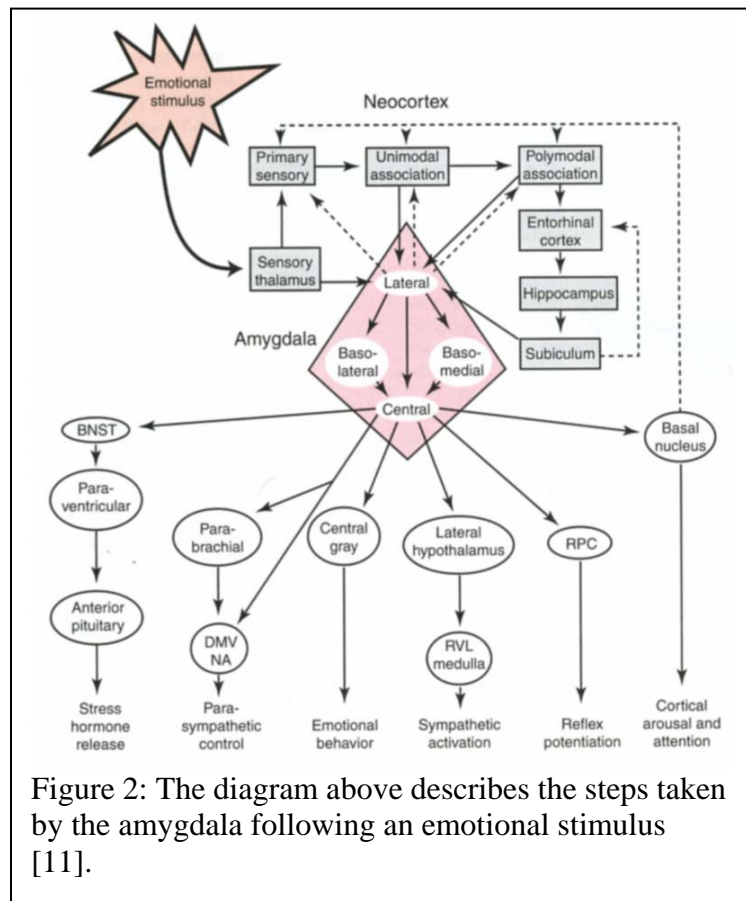 Emotional
stimulus
Neocortex
Primary
sensory
Unimodal
association
Polymodal
association
Entorhinal
cortex
Sensory
thalamus
Lateral
Hippocampus
Amygdala
Baso-
lateral
Baso-
medial
Subiculum
Central
BNST
Basal
nucleus
Para-
ventricular
Para-
brachial
Central
gray
Lateral
hypothalamus
RPC
Anterior
pituitary
DMV
NA
RVL
medulla
Stress
hormone
release
Para-
sympathetic
control
Emotional
behavior
Sympathetic
activation
Reflex
potentiation
Cortical
arousal and
attention
Figure 2: The diagram above describes the steps taken
by the amygdala following an emotional stimulus
[11].